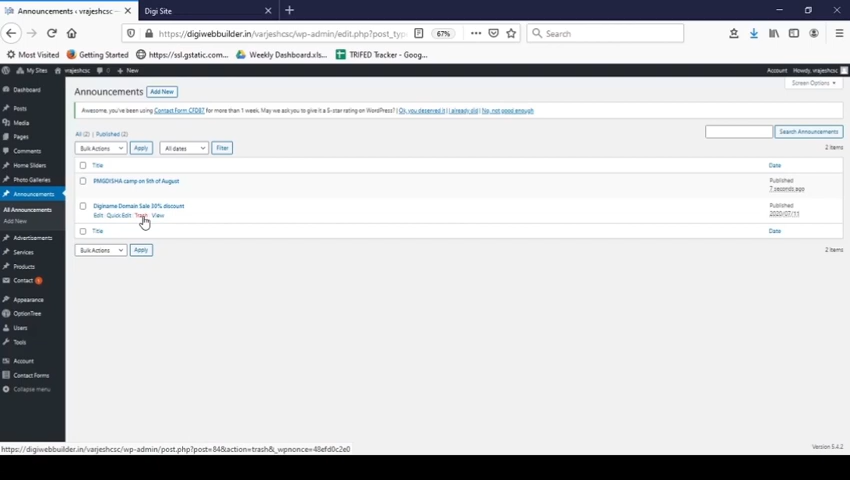 Announcements ‹ vrajeshcsc — W
Digi Site
https://digiwebbuilder.in/varjeshcsc/wp-admin/edit.php?post_ty
67%
Search
Most Visited
Getting Started
https://ssl.gstatic.com...
Weekly Dashboard.xls...
TRIFED Tracker - Goog...
My Sites
vrajeshcsc
0
New
Account
Howdy, vrajeshcsc
Dashboard
Posts
Media
Pages
Comments
Home Sliders
Photo Galleries
Announcements
All Announcements
Add New
Advertisements
Services
Products
Contact
Appearance
OptionTree
Users
Tools
Account
Contact Forms
Collapse menu
Announcements
Add New
Screen Options
Awesome, you've been using Contact Form CFDB7 for more than 1 week. May we ask you to give it a 5-star rating on WordPress? | Ok, you deserved it | I already did | No, not good enough
All (2) | Published (2)
Search Announcements
Bulk Actions
Apply
All dates
Filter
2 items
Title
Date
PMGDISHA camp on 5th of August
Published
7 seconds ago
Diginame Domain Sale 30% discount
Edit Quick Edit Trash View
Published
2020/07/11
Title
Date
Bulk Actions
Apply
2 items
https://digiwebbuilder.in/varjeshcsc/wp-admin/post.php?post=84&action=trash&_wpnonce=48efd0c2e0
Version 5.4.2